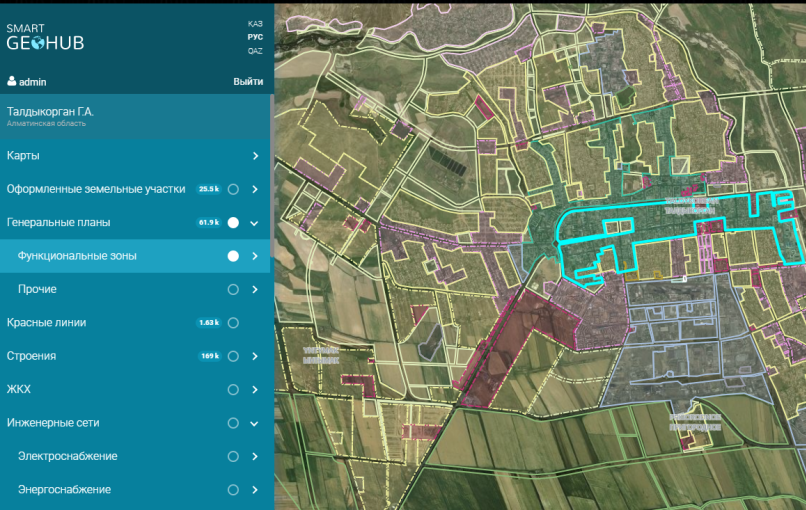 SMART
GEOHUB
ҚАЗ
РУС
QAZ
admin
Выйти
Талдыкорган Г.А.
Алматинская область
Карты
Оформленные земельные участки 25.5 k
Генеральные планы 61.9 k
Функциональные зоны
Прочие
Красные линии 1.63 k
Строения 169 k
ЖКХ
Инженерные сети
Электроснабжение
Энергоснабжение